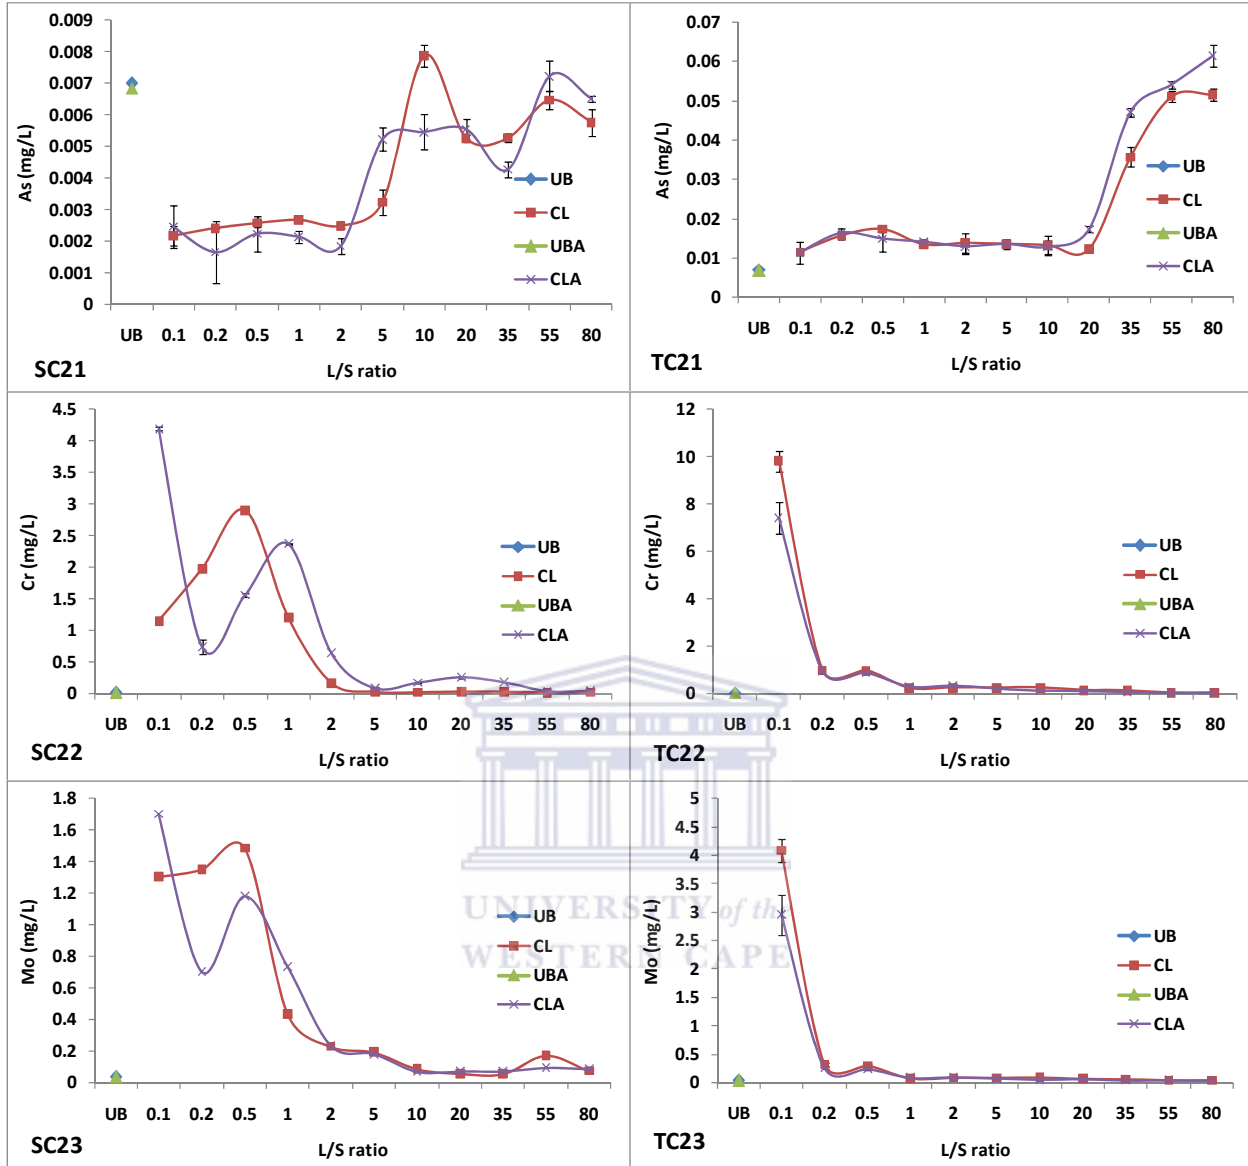 0.009
0.008
0.007
0.006
0.005
0.004
0.003
0.002
0.001
0
As (mg/L)
UB
CL
UBA
CLA
UB 0.1 0.2 0.5 1 2 5 10 20 35 55 80
SC21
L/S ratio
0.07
0.06
0.05
0.04
0.03
0.02
0.01
0
As (mg/L)
UB
CL
UBA
CLA
UB 0.1 0.2 0.5 1 2 5 10 20 35 55 80
TC21
L/S ratio
4.5
4
3.5
3
2.5
2
1.5
1
0.5
0
Cr (mg/L)
UB
CL
UBA
CLA
UB 0.1 0.2 0.5 1 2 5 10 20 35 55 80
SC22
L/S ratio
12
10
8
6
4
2
0
Cr (mg/L)
UB
CL
UBA
CLA
UB 0.1 0.2 0.5 1 2 5 10 20 35 55 80
TC22
L/S ratio
1.8
1.6
1.4
1.2
1
0.8
0.6
0.4
0.2
0
Mo (mg/L)
UB
CL
UBA
CLA
UB 0.1 0.2 0.5 1 2 5 10 20 35 55 80
SC23
L/S ratio
5
4.5
4
3.5
3
2.5
2
1.5
1
0.5
0
Mo (mg/L)
UB
CL
UBA
CLA
UB 0.1 0.2 0.5 1 2 5 10 20 35 55 80
TC23
L/S ratio
UNIVERSITY of the
WESTERN CAPE